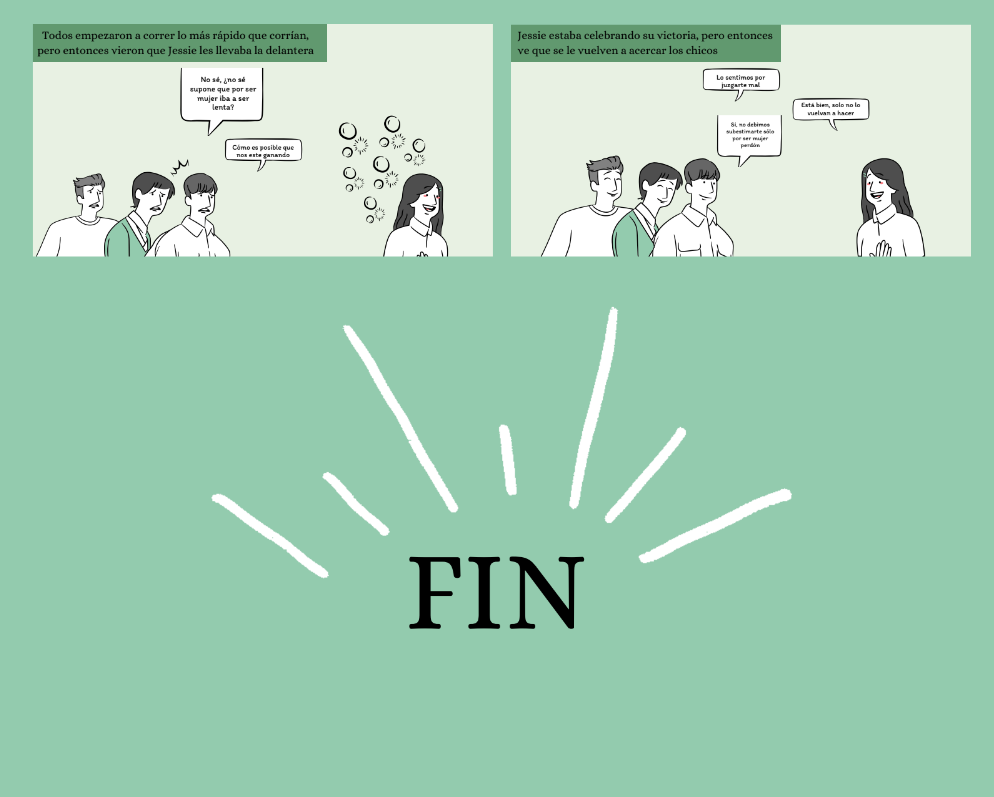 Todos empezaron a correr lo más rápido que corrían,
pero entonces vieron que Jessie les llevaba la delantera
No sé, ¿no sé
supone que por ser
mujer iba a ser
lenta?
Cómo es posible que
nos este ganando
Jessie estaba celebrando su victoria, pero entonces
ve que se le vuelven a acercar los chicos
Lo sentimos por
juzgarte mal
Está bien, solo no lo
vuelvan a hacer
Si, no debimos
subestimarte sólo
por ser mujer
perdón
FIN